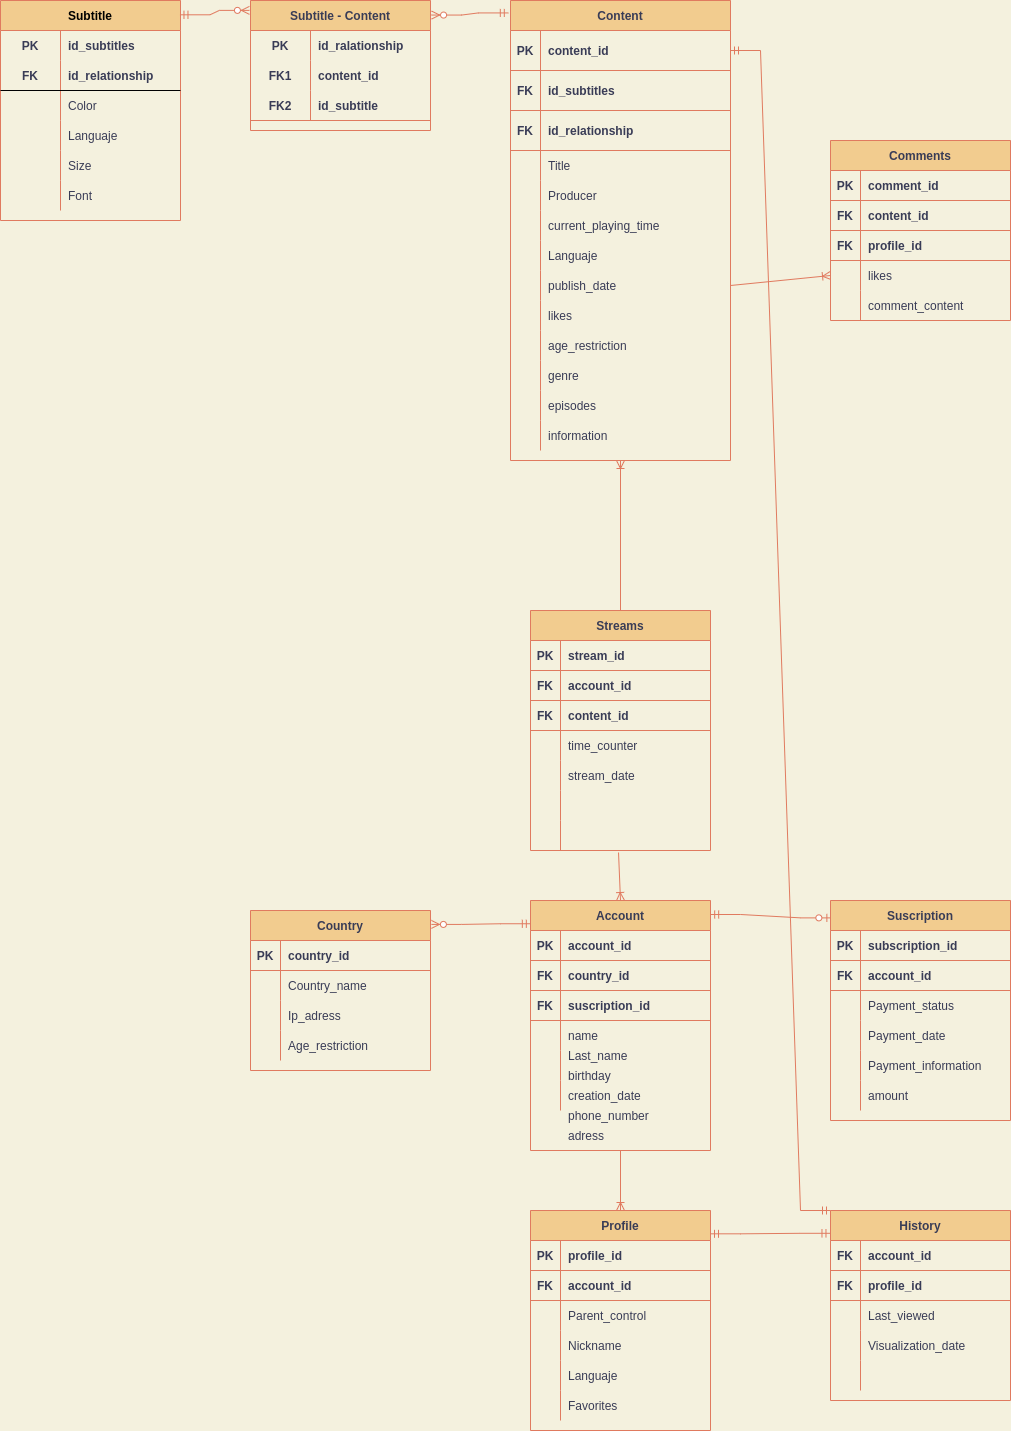 Subtitle
PK id_subtitles
FK id_relationship
Color
Languaje
Size
Font
Subtitle - Content
PK id_ralationship
FK1 content_id
FK2 id_subtitle
Content
PK content_id
FK id_subtitles
FK id_relationship
Title
Producer
current_playing_time
Languaje
publish_date
likes
age_restriction
genre
episodes
information
Comments
PK comment_id
FK content_id
FK profile_id
likes
comment_content
Streams
PK stream_id
FK account_id
FK content_id
time_counter
stream_date
Country
PK country_id
Country_name
Ip_adress
Age_restriction
Account
PK account_id
FK country_id
FK suscription_id
name
Last_name
birthday
creation_date
phone_number
adress
Suscription
PK subscription_id
FK account_id
Payment_status
Payment_date
Payment_information
amount
Profile
PK profile_id
FK account_id
Parent_control
Nickname
Languaje
Favorites
History
FK account_id
FK profile_id
Last_viewed
Visualization_date